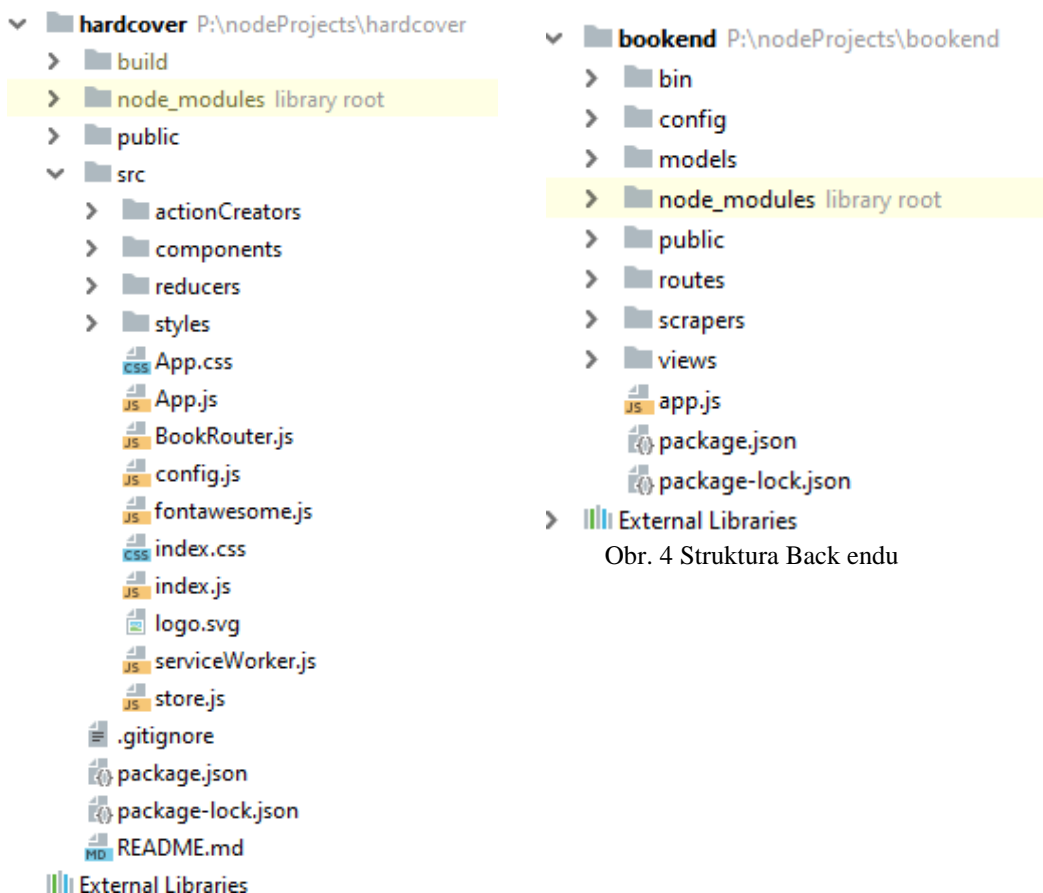 hardcover P:\nodeProjects\hardcover
build
node_modules library root
public
src
actionCreators
components
reducers
styles
App.css
App.js
BookRouter.js
config.js
fontawesome.js
index.css
index.js
logo.svg
serviceWorker.js
store.js
.gitignore
package.json
package-lock.json
README.md
External Libraries
bookend P:\nodeProjects\bookend
bin
config
models
node_modules library root
public
routes
scrapers
views
app.js
package.json
package-lock.json
External Libraries
Obr. 4 Struktura Back endu